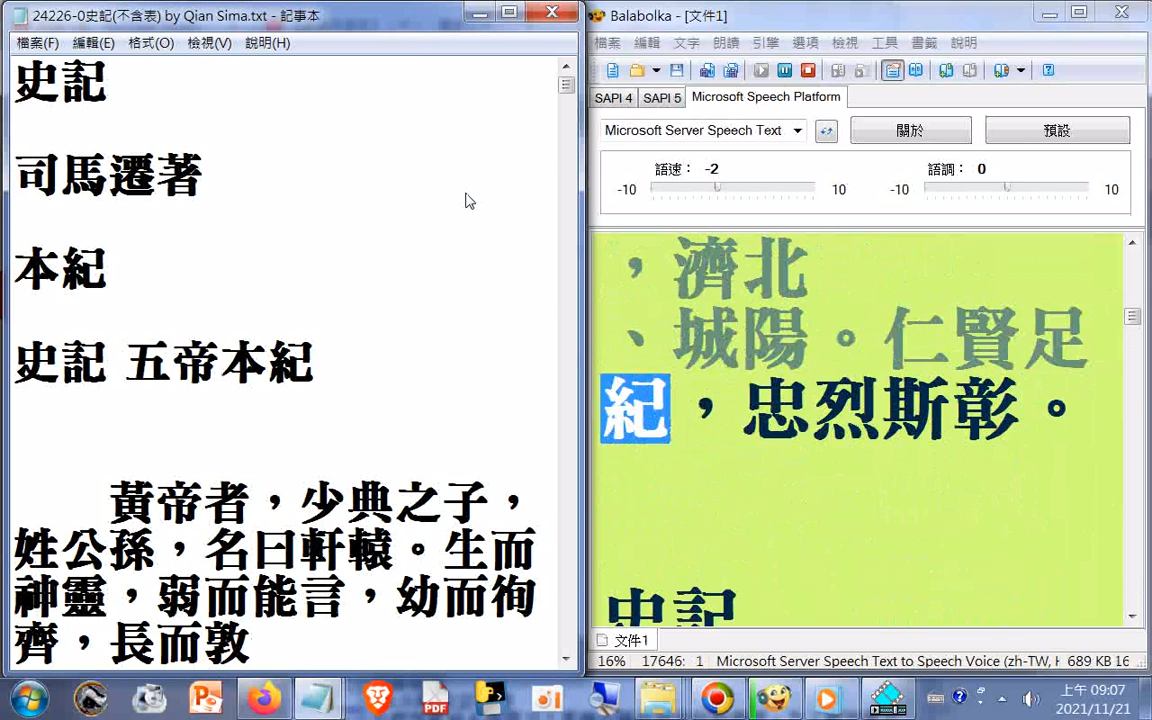 24226-0史記(不含表) by Qian Sima.txt - 記事本
檔案(F) 編輯(E) 格式(O) 檢視(V) 說明(H)
史記
司馬遷著
本紀
史記 五帝本紀
黃帝者，少典之子，
姓公孫，名曰軒轅。生而
神靈，弱而能言，幼而徇
齊，長而敦
Balabolka - [文件1]
檔案 編輯 文字 朗讀 引擎 選項 檢視 工具 書籤 說明
SAPI 4 SAPI 5 Microsoft Speech Platform
Microsoft Server Speech Text 關於 預設
語速： -2 語調： 0
-10 10 -10 10
，濟北
、城陽。仁賢足
紀，忠烈斯彰。
史記
文件1
16% 17646: 1 Microsoft Server Speech Text to Speech Voice (zh-TW, H 689 KB 16
PDF
上午 09:07
2021/11/21